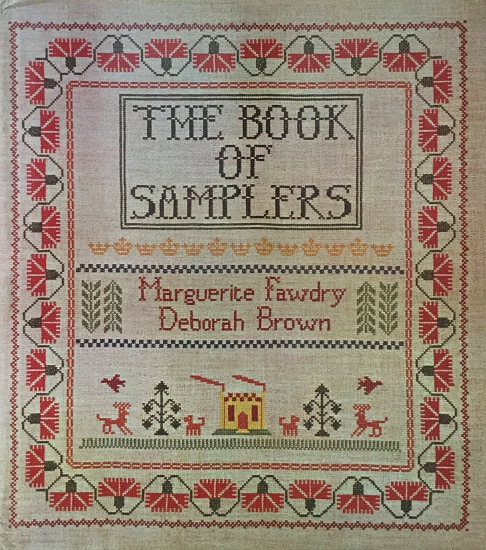 THE BOOK
OF
SAMPLERS
Marguerite Fawdry
Deborah Brown